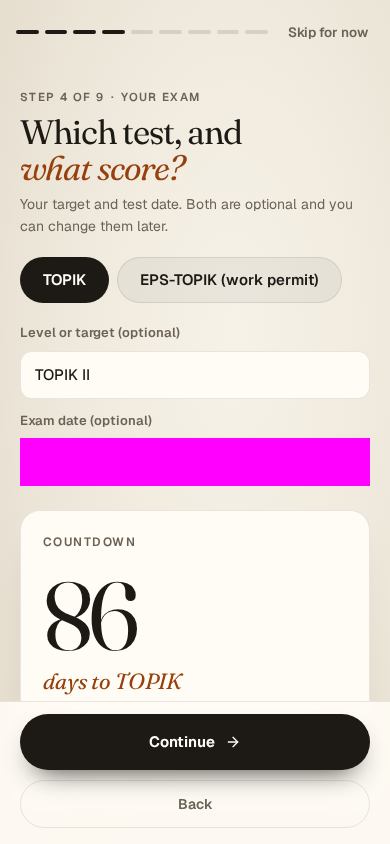 Skip for now
STEP 4 OF 9 · YOUR EXAM
Which test, and
what score?
Your target and test date. Both are optional and you
can change them later.
TOPIK
EPS-TOPIK (work permit)
Level or target (optional)
TOPIK II
Exam date (optional)
COUNTDOWN
86
days to TOPIK
Continue →
Back